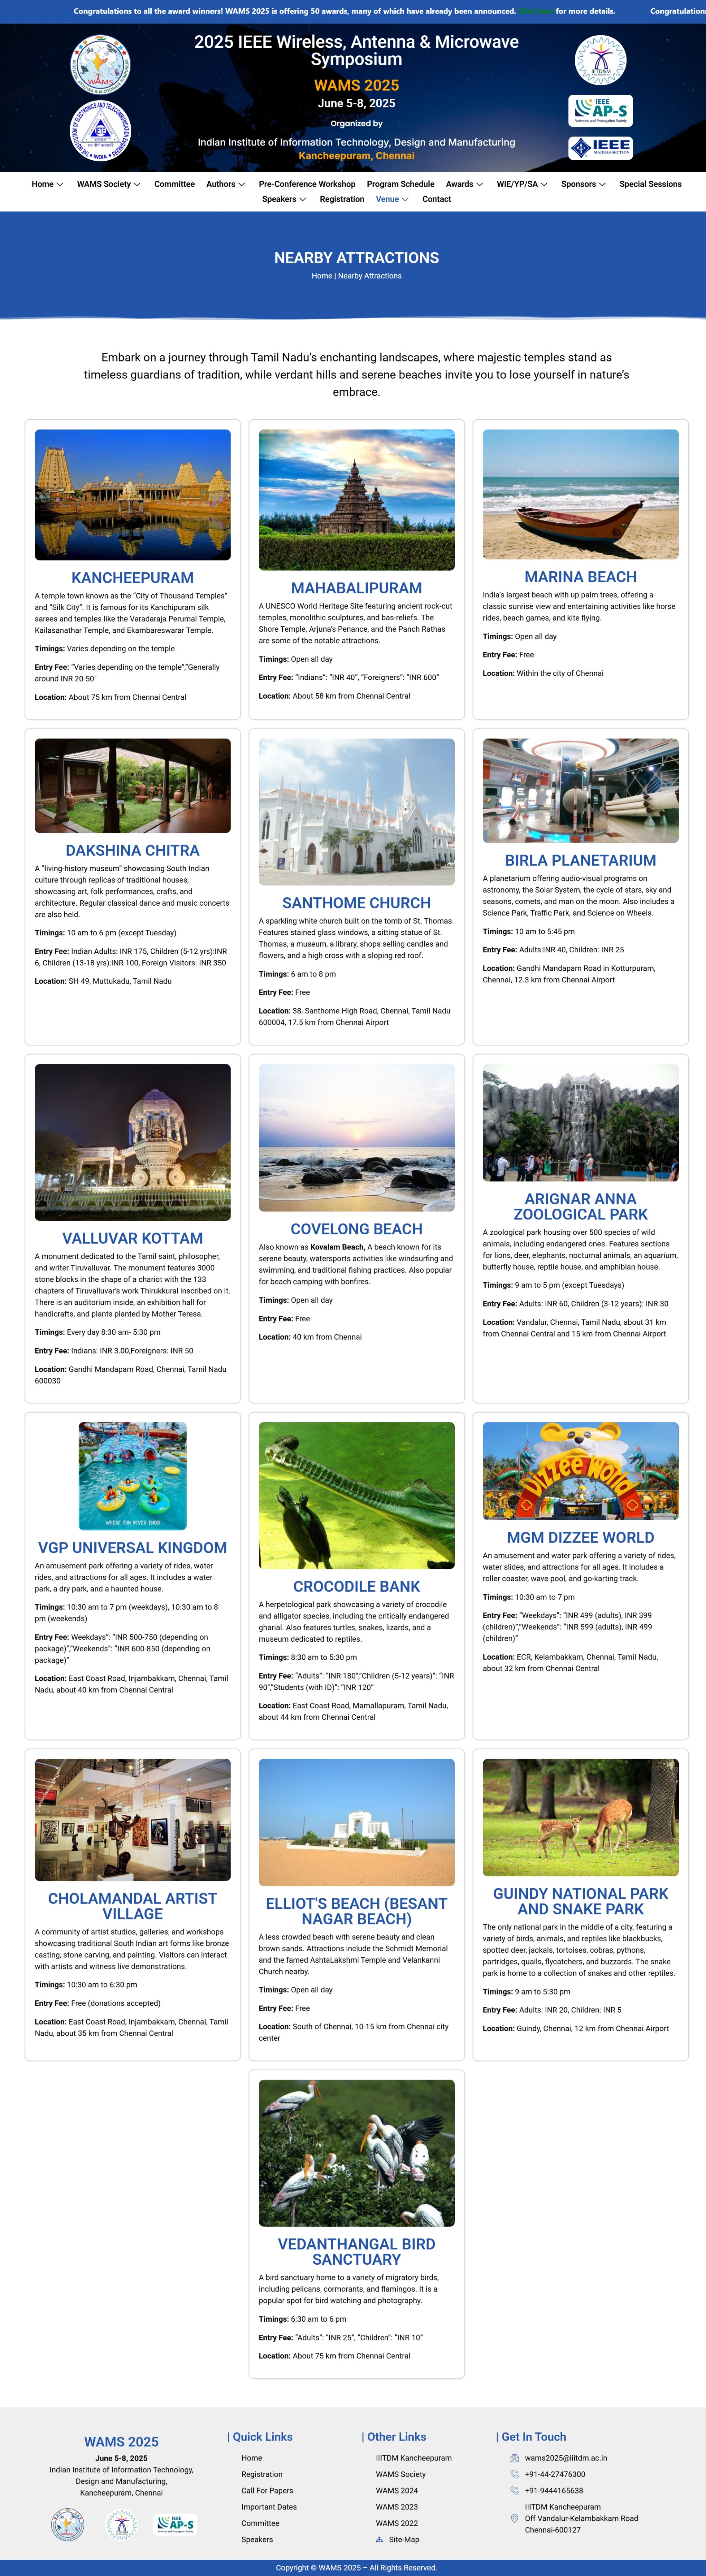 Congratulations to all the award winners! WAMS 2025 is offering 50 awards, many of which have already been announced. for more details. Congratulation
2025 IEEE Wireless, Antenna & Microwave
Symposium
WAMS 2025
June 5-8, 2025
Organized by
Indian Institute of Information Technology, Design and Manufacturing
Kancheepuram, Chennai
WAMS
IIITD&M
IEEE
AP-S
Antennas and Propagation Society
IEEE
MADRAS SECTION
Home WAMS Society Committee Authors Pre-Conference Workshop Program Schedule Awards WIE/YP/SA Sponsors Special Sessions
Speakers Registration Venue Contact
NEARBY ATTRACTIONS
Home | Nearby Attractions
Embark on a journey through Tamil Nadu's enchanting landscapes, where majestic temples stand as
timeless guardians of tradition, while verdant hills and serene beaches invite you to lose yourself in nature's
embrace.
KANCHEEPURAM
A temple town known as the "City of Thousand Temples"
and "Silk City". It is famous for its Kanchipuram silk
sarees and temples like the Varadaraja Perumal Temple,
Kailasanathar Temple, and Ekambareswarar Temple.
Timings: Varies depending on the temple
Entry Fee: "Varies depending on the temple","Generally
around INR 20-50"
Location: About 75 km from Chennai Central
MAHABALIPURAM
A UNESCO World Heritage Site featuring ancient rock-cut
temples, monolithic sculptures, and bas-reliefs. The
Shore Temple, Arjuna's Penance, and the Panch Rathas
are some of the notable attractions.
Timings: Open all day
Entry Fee: "Indians": "INR 40", "Foreigners": "INR 600"
Location: About 58 km from Chennai Central
MARINA BEACH
India's largest beach with up palm trees, offering a
classic sunrise view and entertaining activities like horse
rides, beach games, and kite flying.
Timings: Open all day
Entry Fee: Free
Location: Within the city of Chennai
DAKSHINA CHITRA
A "living-history museum" showcasing South Indian
culture through replicas of traditional houses,
showcasing art, folk performances, crafts, and
architecture. Regular classical dance and music concerts
are also held.
Timings: 10 am to 6 pm (except Tuesday)
Entry Fee: Indian Adults: INR 175, Children (5-12 yrs):INR
6, Children (13-18 yrs):INR 100, Foreign Visitors: INR 350
Location: SH 49, Muttukadu, Tamil Nadu
SANTHOME CHURCH
A sparkling white church built on the tomb of St. Thomas.
Features stained glass windows, a sitting statue of St.
Thomas, a museum, a library, shops selling candles and
flowers, and a high cross with a sloping red roof.
Timings: 6 am to 8 pm
Entry Fee: Free
Location: 38, Santhome High Road, Chennai, Tamil Nadu
600004, 17.5 km from Chennai Airport
BIRLA PLANETARIUM
A planetarium offering audio-visual programs on
astronomy, the Solar System, the cycle of stars, sky and
seasons, comets, and man on the moon. Also includes a
Science Park, Traffic Park, and Science on Wheels.
Timings: 10 am to 5:45 pm
Entry Fee: Adults:INR 40, Children: INR 25
Location: Gandhi Mandapam Road in Kotturpuram,
Chennai, 12.3 km from Chennai Airport
VALLUVAR KOTTAM
A monument dedicated to the Tamil saint, philosopher,
and writer Tiruvalluvar. The monument features 3000
stone blocks in the shape of a chariot with the 133
chapters of Tiruvalluvar's work Thirukkural inscribed on it.
There is an auditorium inside, an exhibition hall for
handicrafts, and plants planted by Mother Teresa.
Timings: Every day 8:30 am- 5:30 pm
Entry Fee: Indians: INR 3.00,Foreigners: INR 50
Location: Gandhi Mandapam Road, Chennai, Tamil Nadu
600030
COVELONG BEACH
Also known as Kovalam Beach, A beach known for its
serene beauty, watersports activities like windsurfing and
swimming, and traditional fishing practices. Also popular
for beach camping with bonfires.
Timings: Open all day
Entry Fee: Free
Location: 40 km from Chennai
ARIGNAR ANNA
ZOOLOGICAL PARK
A zoological park housing over 500 species of wild
animals, including endangered ones. Features sections
for lions, deer, elephants, nocturnal animals, an aquarium,
butterfly house, reptile house, and amphibian house.
Timings: 9 am to 5 pm (except Tuesdays)
Entry Fee: Adults: INR 60, Children (3-12 years): INR 30
Location: Vandalur, Chennai, Tamil Nadu, about 31 km
from Chennai Central and 15 km from Chennai Airport
WHERE FUN NEVER ENDS!
VGP UNIVERSAL KINGDOM
An amusement park offering a variety of rides, water
rides, and attractions for all ages. It includes a water
park, a dry park, and a haunted house.
Timings: 10:30 am to 7 pm (weekdays), 10:30 am to 8
pm (weekends)
Entry Fee: Weekdays": "INR 500-750 (depending on
package)","Weekends": "INR 600-850 (depending on
package)"
Location: East Coast Road, Injambakkam, Chennai, Tamil
Nadu, about 40 km from Chennai Central
CROCODILE BANK
A herpetological park showcasing a variety of crocodile
and alligator species, including the critically endangered
gharial. Also features turtles, snakes, lizards, and a
museum dedicated to reptiles.
Timings: 8:30 am to 5:30 pm
Entry Fee: "Adults": "INR 180","Children (5-12 years)": "INR
90","Students (with ID)": "INR 120"
Location: East Coast Road, Mamallapuram, Tamil Nadu,
about 44 km from Chennai Central
Dizzee World
MGM DIZZEE WORLD
An amusement and water park offering a variety of rides,
water slides, and attractions for all ages. It includes a
roller coaster, wave pool, and go-karting track.
Timings: 10:30 am to 7 pm
Entry Fee: "Weekdays": "INR 499 (adults), INR 399
(children)","Weekends": "INR 599 (adults), INR 499
(children)"
Location: ECR, Kelambakkam, Chennai, Tamil Nadu,
about 32 km from Chennai Central
CHOLAMANDAL ARTIST
VILLAGE
A community of artist studios, galleries, and workshops
showcasing traditional South Indian art forms like bronze
casting, stone carving, and painting. Visitors can interact
with artists and witness live demonstrations.
Timings: 10:30 am to 6:30 pm
Entry Fee: Free (donations accepted)
Location: East Coast Road, Injambakkam, Chennai, Tamil
Nadu, about 35 km from Chennai Central
ELLIOT'S BEACH (BESANT
NAGAR BEACH)
A less crowded beach with serene beauty and clean
brown sands. Attractions include the Schmidt Memorial
and the famed AshtaLakshmi Temple and Velankanni
Church nearby.
Timings: Open all day
Entry Fee: Free
Location: South of Chennai, 10-15 km from Chennai city
center
GUINDY NATIONAL PARK
AND SNAKE PARK
The only national park in the middle of a city, featuring a
variety of birds, animals, and reptiles like blackbucks,
spotted deer, jackals, tortoises, cobras, pythons,
partridges, quails, flycatchers, and buzzards. The snake
park is home to a collection of snakes and other reptiles.
Timings: 9 am to 5:30 pm
Entry Fee: Adults: INR 20, Children: INR 5
Location: Guindy, Chennai, 12 km from Chennai Airport
VEDANTHANGAL BIRD
SANCTUARY
A bird sanctuary home to a variety of migratory birds,
including pelicans, cormorants, and flamingos. It is a
popular spot for bird watching and photography.
Timings: 6:30 am to 6 pm
Entry Fee: "Adults": "INR 25", "Children": "INR 10"
Location: About 75 km from Chennai Central
WAMS 2025
June 5-8, 2025
Indian Institute of Information Technology,
Design and Manufacturing,
Kancheepuram, Chennai
IEEE
AP-S
| Quick Links
Home
Registration
Call For Papers
Important Dates
Committee
Speakers
| Other Links
IIITDM Kancheepuram
WAMS Society
WAMS 2024
WAMS 2023
WAMS 2022
Site-Map
| Get In Touch
wams2025@iiitdm.ac.in
+91-44-27476300
+91-9444165638
IIITDM Kancheepuram
Off Vandalur-Kelambakkam Road
Chennai-600127
Copyright © WAMS 2025 – All Rights Reserved.